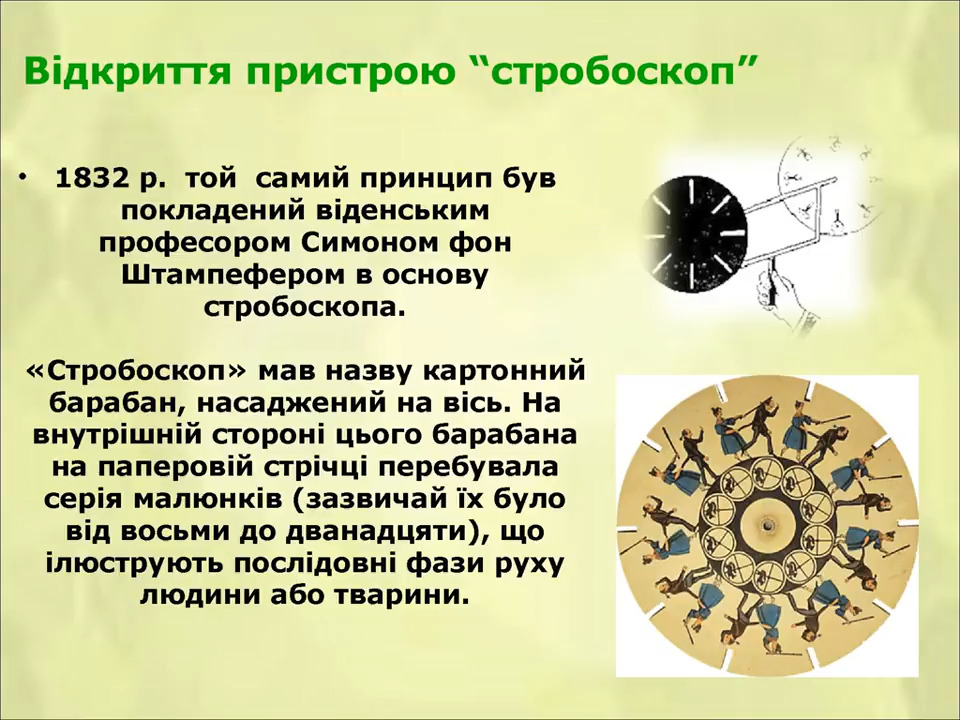 Відкриття пристрою “стробоскоп”
• 1832 р. той самий принцип був
покладений віденським
професором Симоном фон
Штампефером в основу
стробоскопа.
«Стробоскоп» мав назву картонний
барабан, насаджений на вісь. На
внутрішній стороні цього барабана
на паперовій стрічці перебувала
серія малюнків (зазвичай їх було
від восьми до дванадцяти), що
ілюструють послідовні фази руху
людини або тварини.